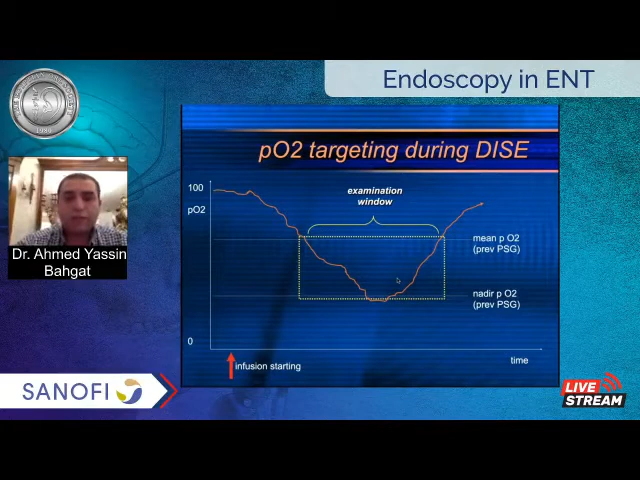 Endoscopy in ENT
1980
pO2 targeting during DISE
100
pO2
examination
window
mean p O2
(prev PSG)
nadir p O2
(prev PSG)
0
infusion starting
time
Dr. Ahmed Yassin
Bahgat
SANOFI
LIVE
STREAM